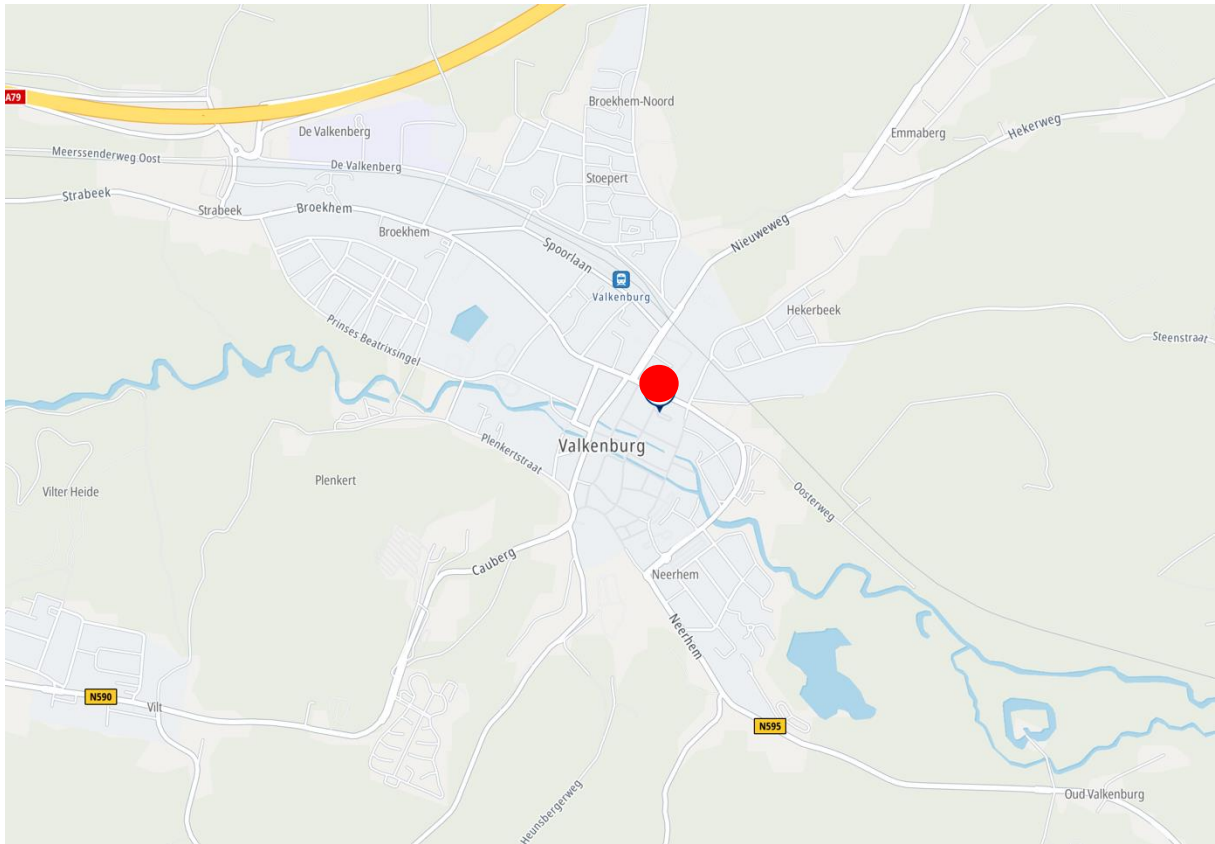 A79
Broekhem-Noord
De Valkenberg
Emmaberg
Hekerweg
Meerssenderweg Oost
De Valkenberg
Stoepert
Strabeek
Strabeek
Broekhem
Broekhem
Nieuweweg
Spoorlaan
Valkenburg
Hekerbeek
Prinses Beatrixsingel
Steenstraat
Valkenburg
Plenkertstraat
Plenkert
Vilter Heide
Oosterweg
Cauberg
Neerhem
Neerhem
N590
Vilt
N595
Oud Valkenburg
Heunsbergerweg